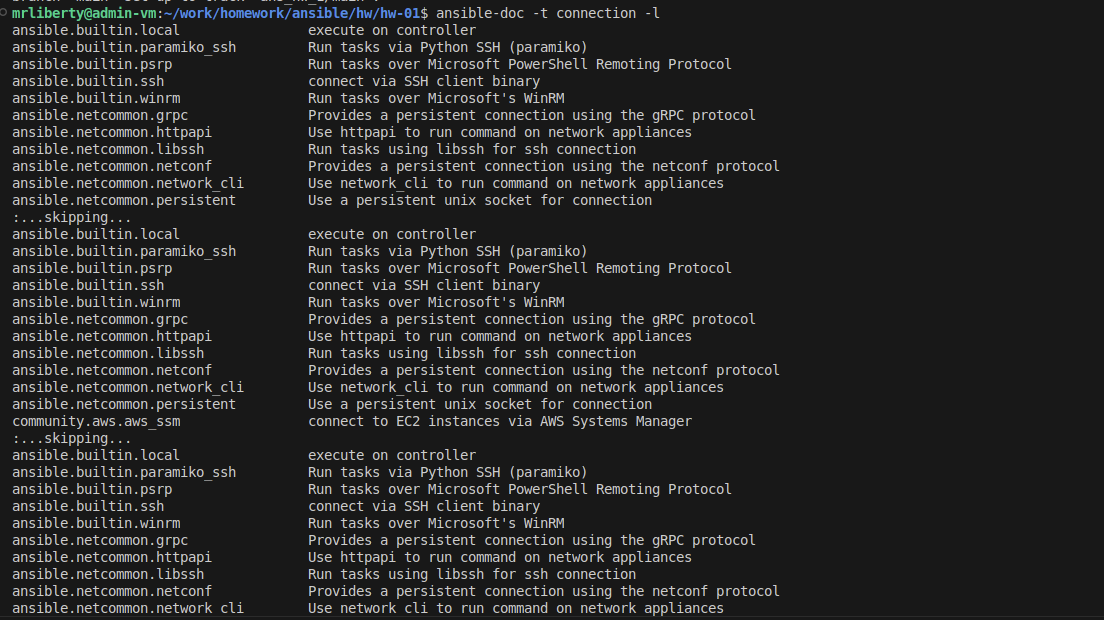 mrliberty@admin-vm:~/work/homework/ansible/hw/hw-01$ ansible-doc -t connection -l
ansible.builtin.local execute on controller
ansible.builtin.paramiko_ssh Run tasks via Python SSH (paramiko)
ansible.builtin.psrp Run tasks over Microsoft PowerShell Remoting Protocol
ansible.builtin.ssh connect via SSH client binary
ansible.builtin.winrm Run tasks over Microsoft's WinRM
ansible.netcommon.grpc Provides a persistent connection using the gRPC protocol
ansible.netcommon.httpapi Use httpapi to run command on network appliances
ansible.netcommon.libssh Run tasks using libssh for ssh connection
ansible.netcommon.netconf Provides a persistent connection using the netconf protocol
ansible.netcommon.network_cli Use network_cli to run command on network appliances
ansible.netcommon.persistent Use a persistent unix socket for connection
:...skipping...
ansible.builtin.local execute on controller
ansible.builtin.paramiko_ssh Run tasks via Python SSH (paramiko)
ansible.builtin.psrp Run tasks over Microsoft PowerShell Remoting Protocol
ansible.builtin.ssh connect via SSH client binary
ansible.builtin.winrm Run tasks over Microsoft's WinRM
ansible.netcommon.grpc Provides a persistent connection using the gRPC protocol
ansible.netcommon.httpapi Use httpapi to run command on network appliances
ansible.netcommon.libssh Run tasks using libssh for ssh connection
ansible.netcommon.netconf Provides a persistent connection using the netconf protocol
ansible.netcommon.network_cli Use network_cli to run command on network appliances
ansible.netcommon.persistent Use a persistent unix socket for connection
community.aws.aws_ssm connect to EC2 instances via AWS Systems Manager
:...skipping...
ansible.builtin.local execute on controller
ansible.builtin.paramiko_ssh Run tasks via Python SSH (paramiko)
ansible.builtin.psrp Run tasks over Microsoft PowerShell Remoting Protocol
ansible.builtin.ssh connect via SSH client binary
ansible.builtin.winrm Run tasks over Microsoft's WinRM
ansible.netcommon.grpc Provides a persistent connection using the gRPC protocol
ansible.netcommon.httpapi Use httpapi to run command on network appliances
ansible.netcommon.libssh Run tasks using libssh for ssh connection
ansible.netcommon.netconf Provides a persistent connection using the netconf protocol
ansible.netcommon.network_cli Use network_cli to run command on network appliances